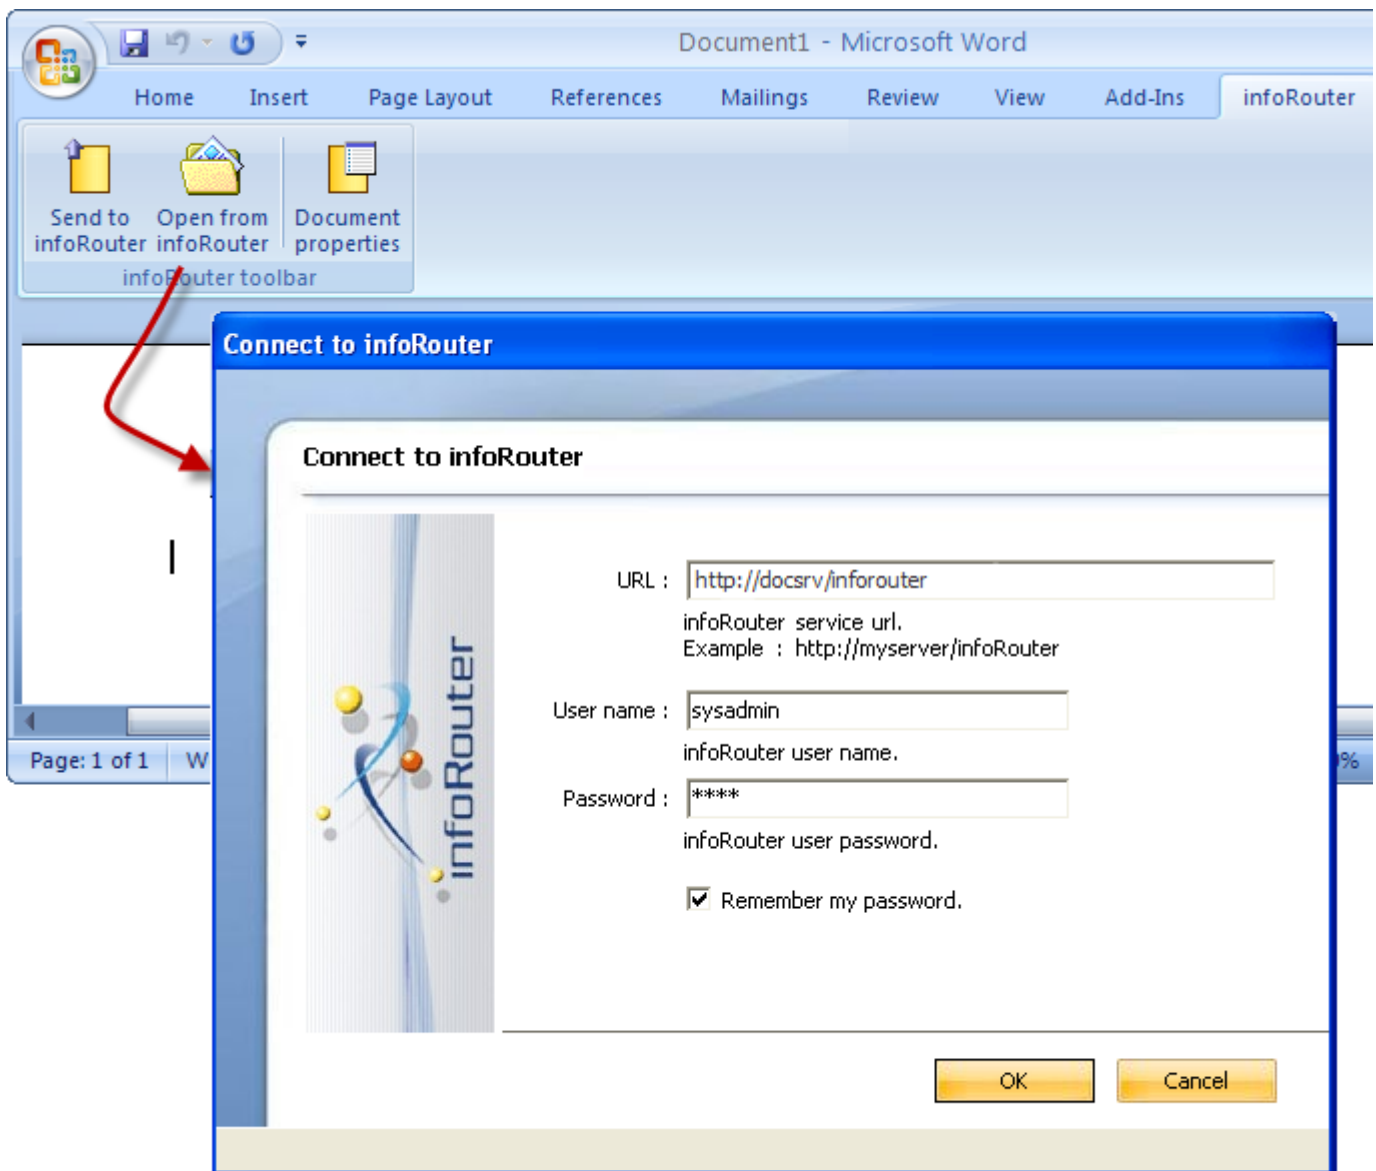 Document1 - Microsoft Word
Home Insert Page Layout References Mailings Review View Add-Ins infoRouter
Send to infoRouter
Open from infoRouter
Document properties
infoRouter toolbar
Connect to infoRouter
Connect to infoRouter
infoRouter
URL : http://docsrv/inforouter
infoRouter service url.
Example : http://myserver/infoRouter
User name : sysadmin
infoRouter user name.
Password : ****
infoRouter user password.
Remember my password.
OK Cancel
Page: 1 of 1 W
%